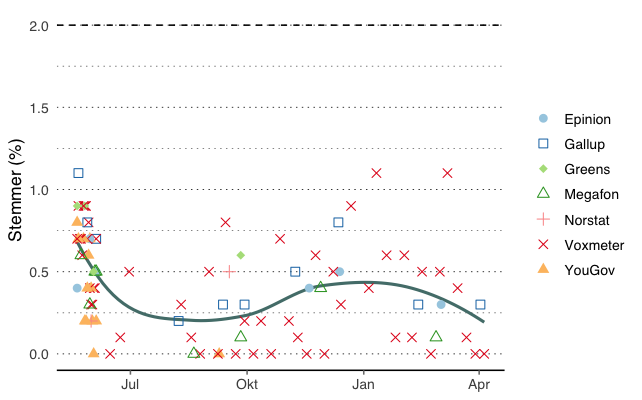 Stemmer (%)
2.0
1.5
1.0
0.5
0.0
Jul
Okt
Jan
Apr
Epinion
Gallup
Greens
Megafon
Norstat
Voxmeter
YouGov